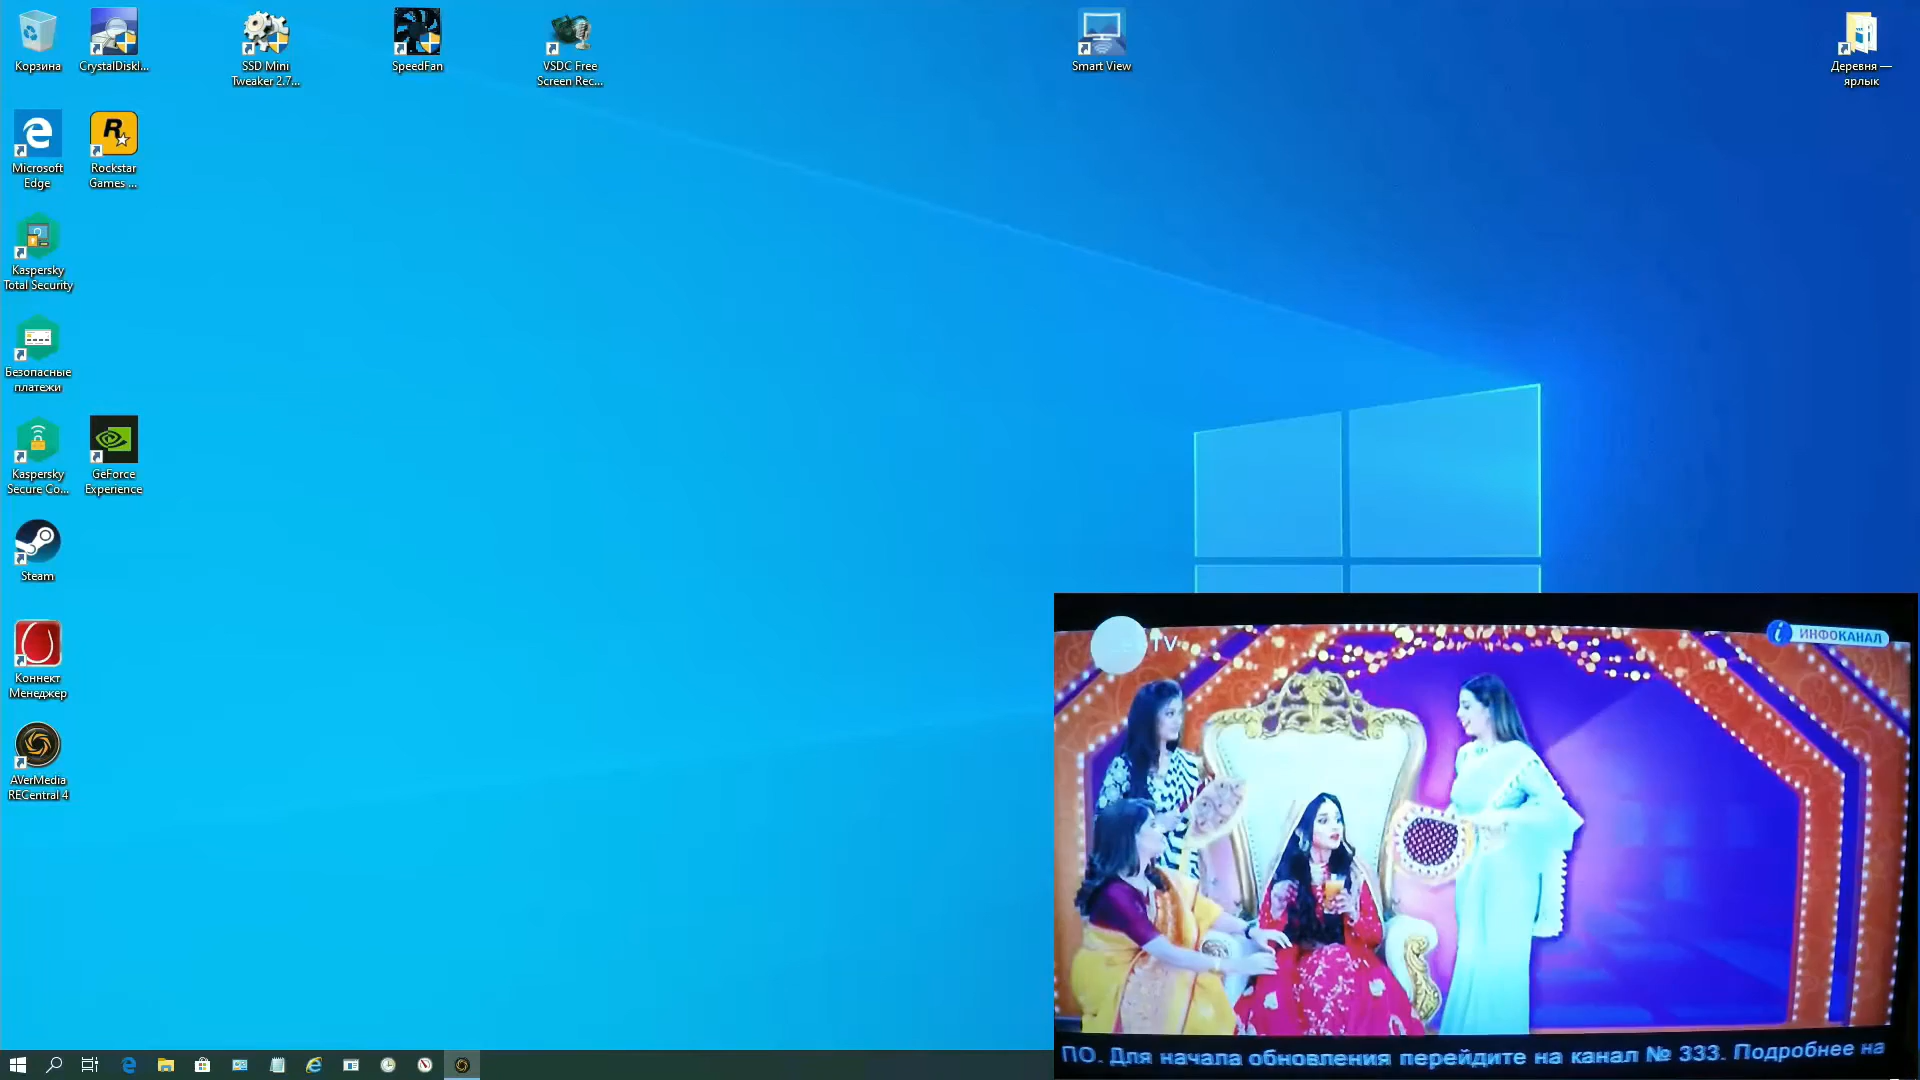 Корзина
CrystalDiskI...
SSD Mini
Tweaker 2.7...
SpeedFan
VSDC Free
Screen Rec...
Smart View
Деревня —
ярлык
Microsoft
Edge
Rockstar
Games ...
Kaspersky
Total Security
Безопасные
платежи
Kaspersky
Secure Co...
GeForce
Experience
Steam
Коннект
Менеджер
AVerMedia
RECentral 4
TV
ИНФОКАНАЛ
ПО. Для начала обновления перейдите на канал № 333. Подробнее на